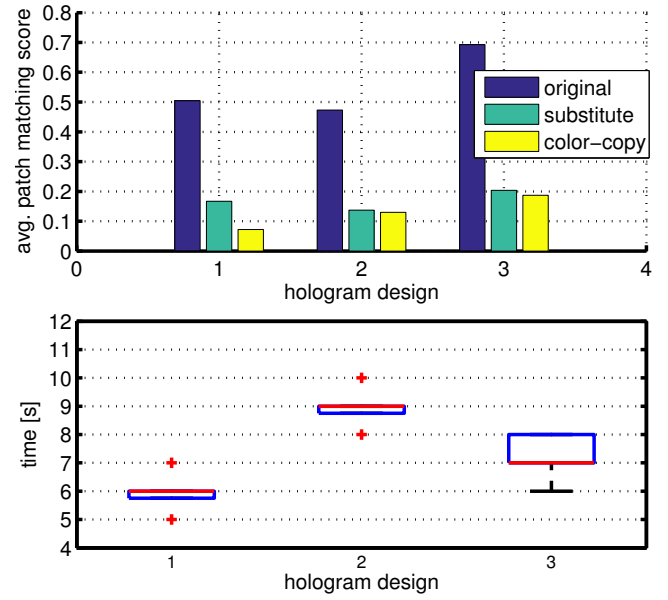 avg. patch matching score
0.8
0.7
0.6
0.5
0.4
0.3
0.2
0.1
0
original
substitute
color-copy
0 1 2 3 4
hologram design
time [s]
12
11
10
9
8
7
6
5
4
1 2 3
hologram design